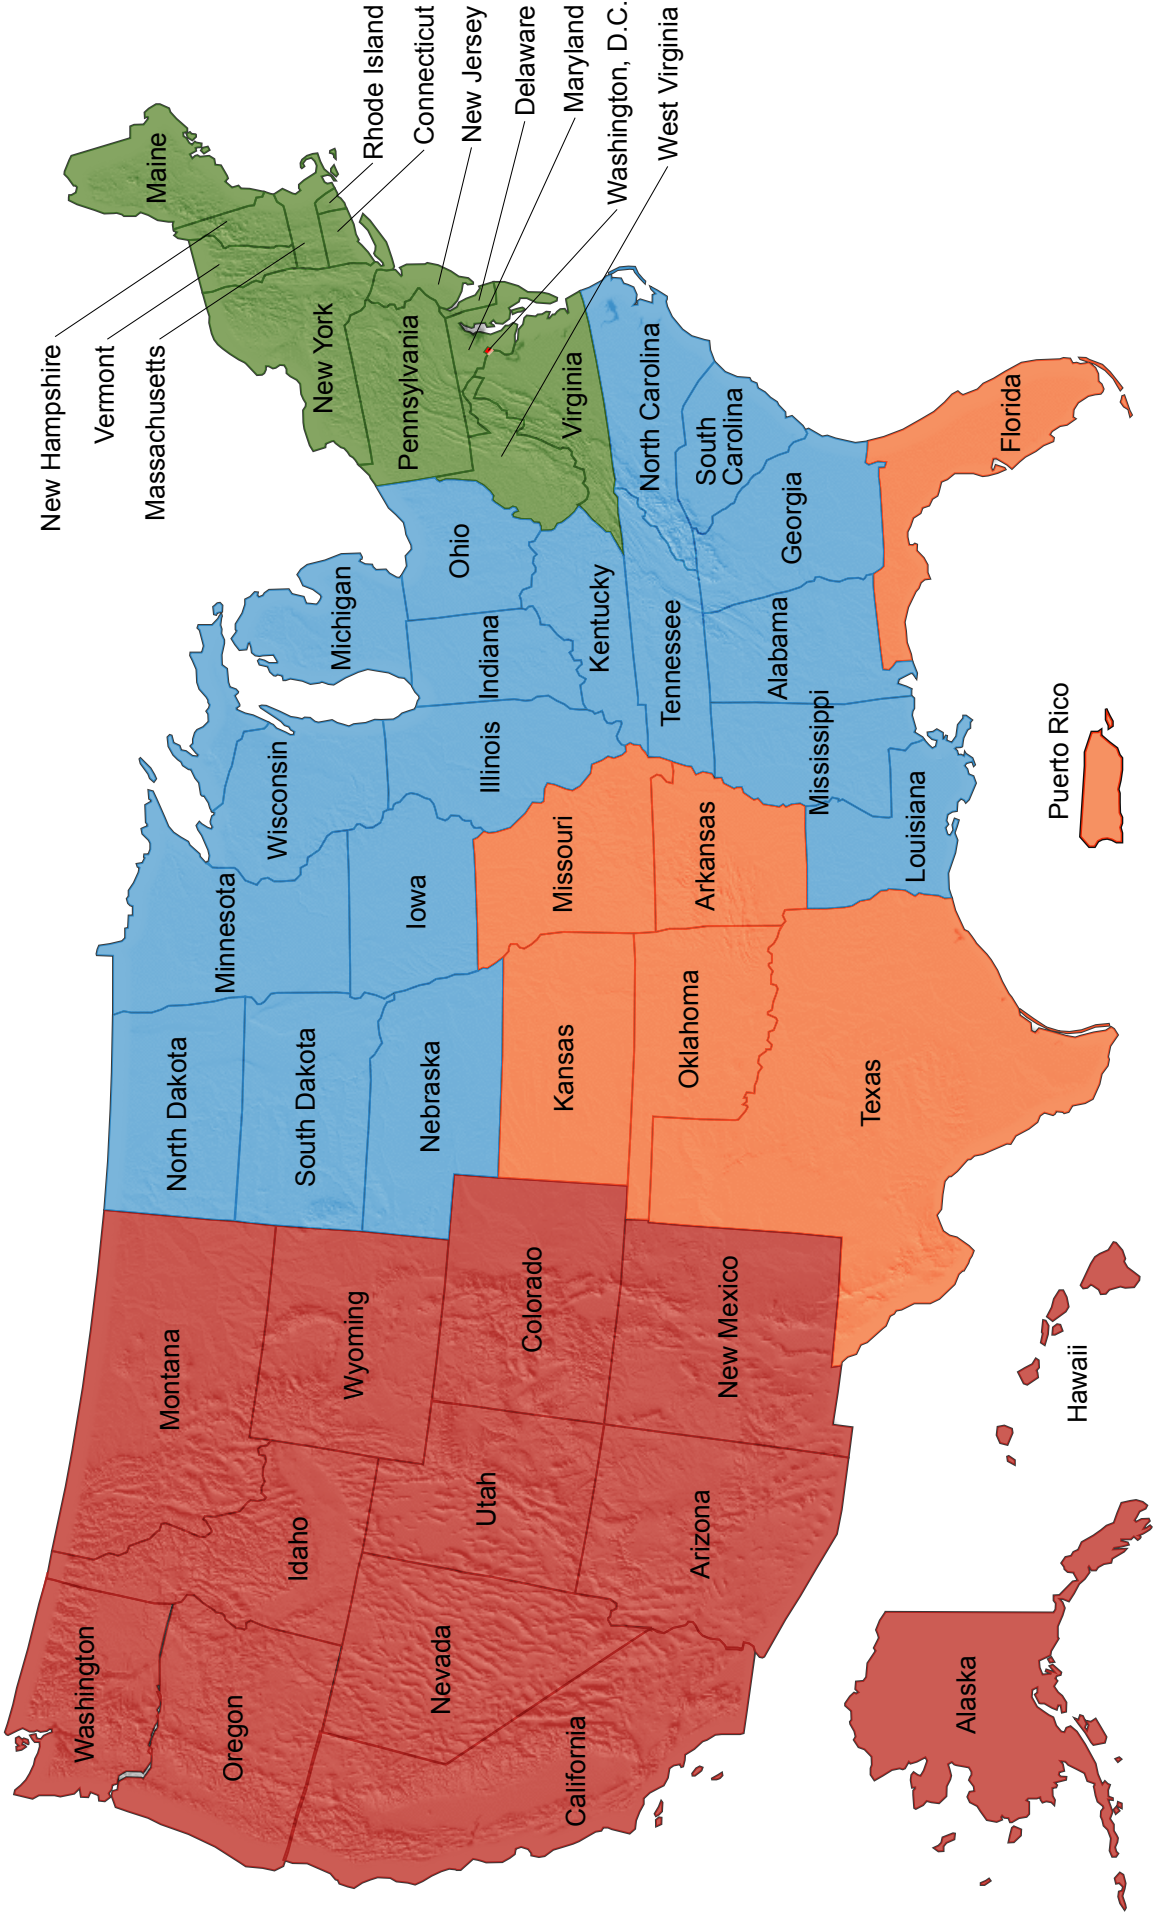 Washington
Oregon
California
Nevada
Idaho
Montana
Wyoming
Utah
Arizona
Colorado
New Mexico
North Dakota
South Dakota
Nebraska
Kansas
Oklahoma
Texas
Minnesota
Iowa
Missouri
Arkansas
Louisiana
Wisconsin
Illinois
Mississippi
Michigan
Indiana
Kentucky
Tennessee
Alabama
Ohio
Georgia
Florida
South
Carolina
North Carolina
Virginia
Pennsylvania
New York
Maine
New Hampshire
Vermont
Massachusetts
Rhode Island
Connecticut
New Jersey
Delaware
Maryland
Washington, D.C.
West Virginia
Alaska
Hawaii
Puerto Rico